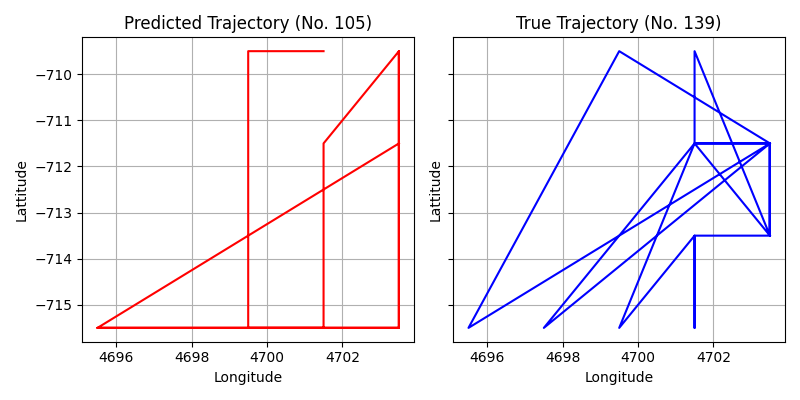 Predicted Trajectory (No. 105)
True Trajectory (No. 139)
−710
−711
−712
−713
−714
−715
Lattitude
Lattitude
4696 4698 4700 4702
4696 4698 4700 4702
Longitude
Longitude